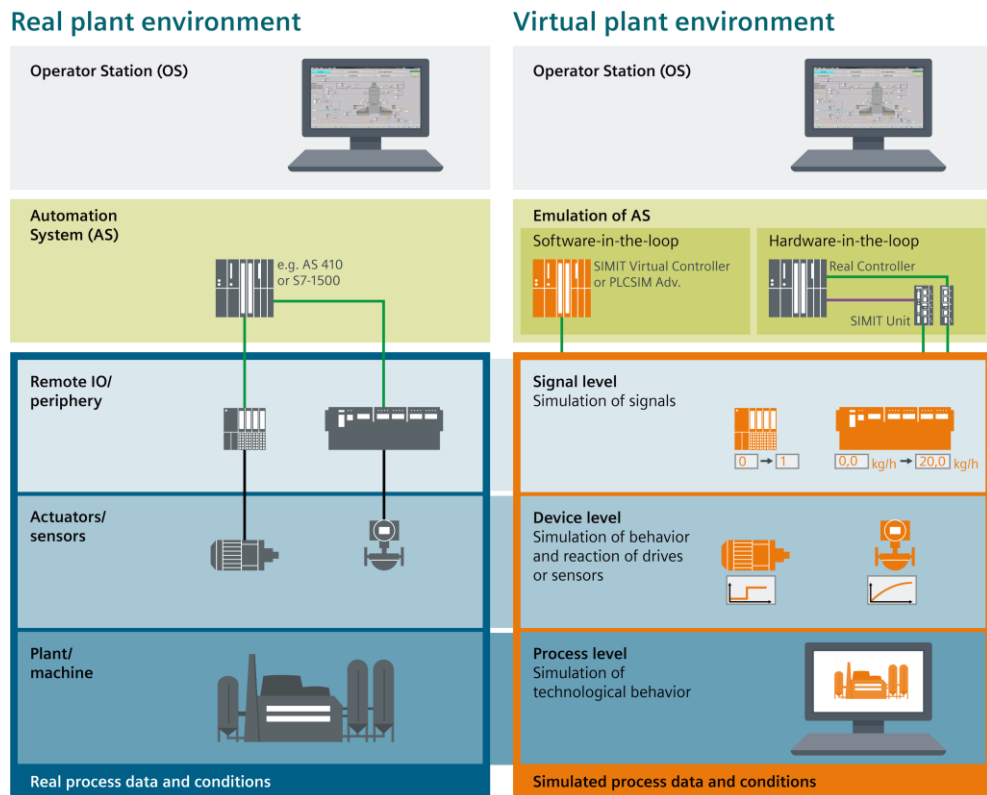 Real plant environment
Operator Station (OS)
Automation
System (AS)
e.g. AS 410
or S7-1500
Remote IO/
periphery
Actuators/
sensors
Plant/
machine
Real process data and conditions
Virtual plant environment
Operator Station (OS)
Emulation of AS
Software-in-the-loop
SIMIT Virtual Controller
or PLCSIM Adv.
Hardware-in-the-loop
Real Controller
SIMIT Unit
Signal level
Simulation of signals
0 → 1
0,0 kg/h → 20,0 kg/h
Device level
Simulation of behavior
and reaction of drives
or sensors
Process level
Simulation of
technological behavior
Simulated process data and conditions